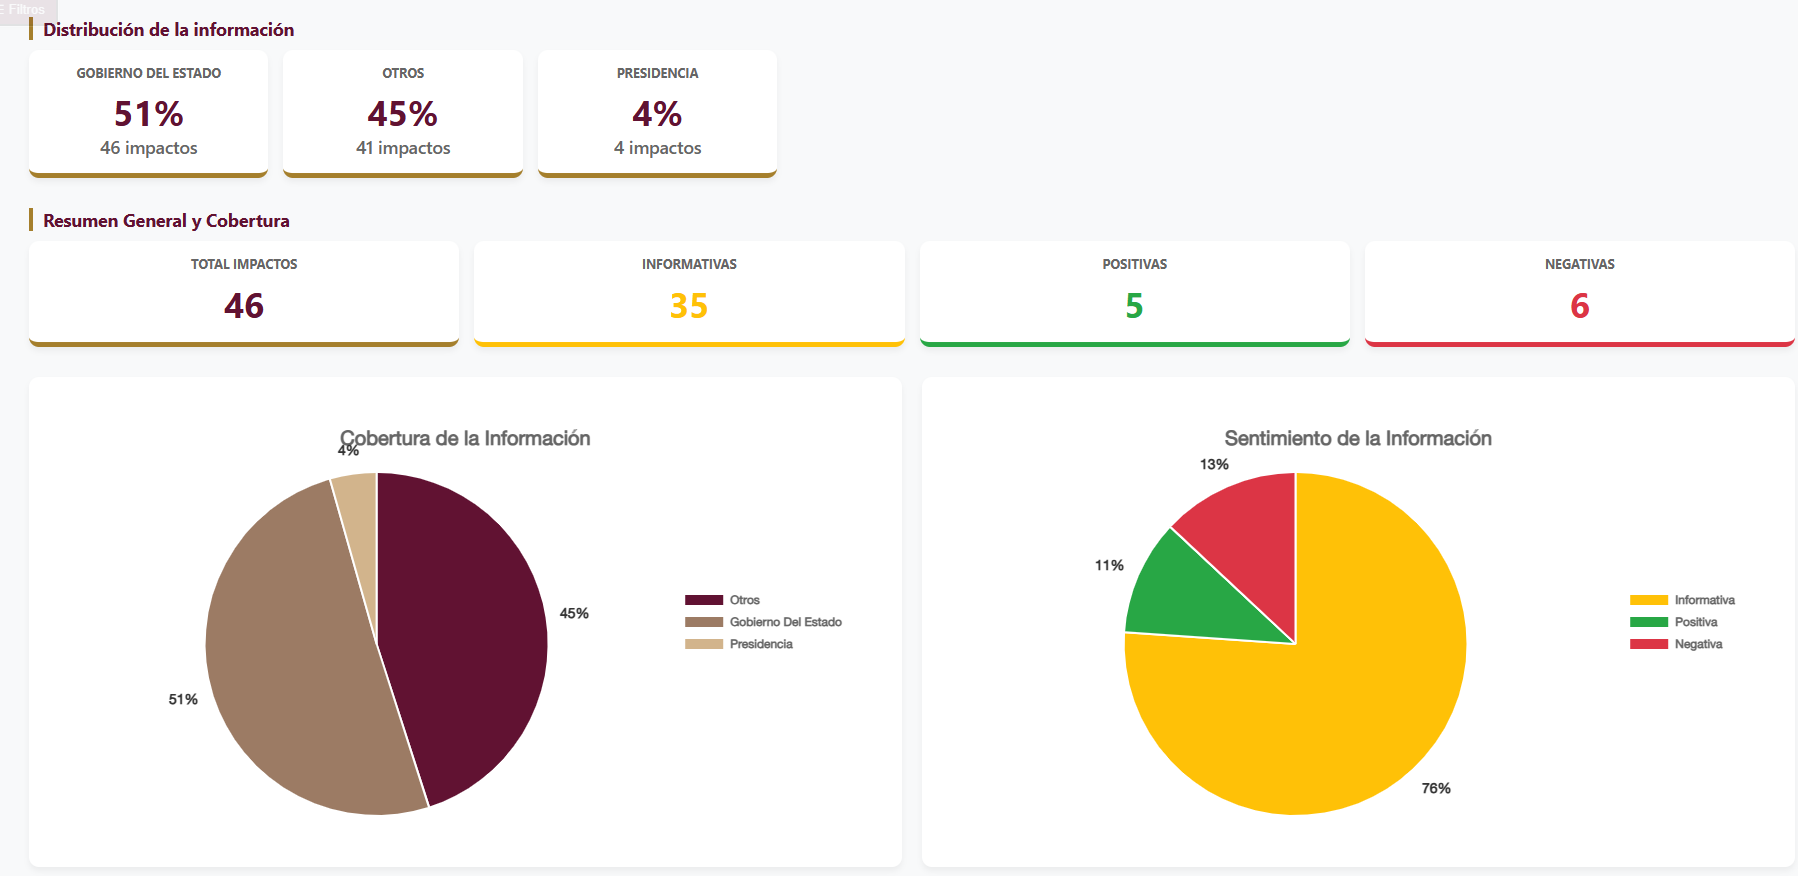 Filtros
Distribución de la información
GOBIERNO DEL ESTADO
51%
46 impactos
OTROS
45%
41 impactos
PRESIDENCIA
4%
4 impactos
Resumen General y Cobertura
TOTAL IMPACTOS
46
INFORMATIVAS
35
POSITIVAS
5
NEGATIVAS
6
Cobertura de la Información
4%
45%
51%
Otros
Gobierno Del Estado
Presidencia
Sentimiento de la Información
13%
11%
76%
Informativa
Positiva
Negativa